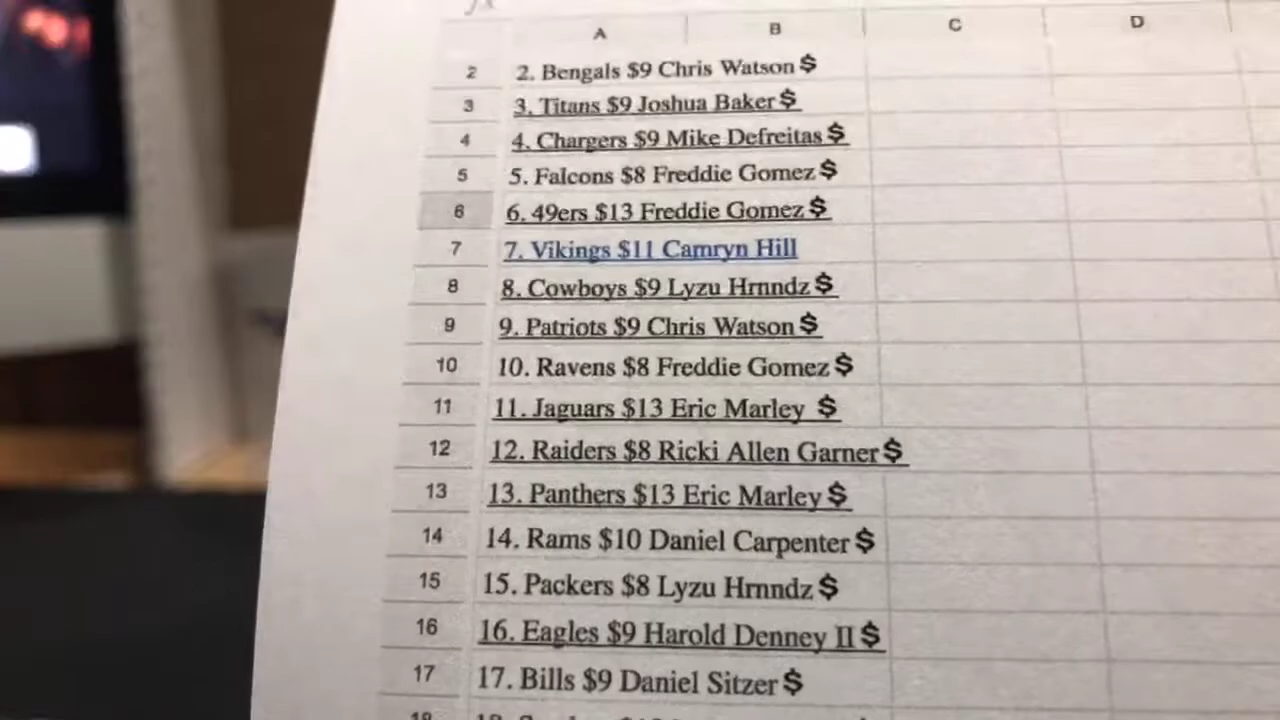 A B C D
2 2. Bengals $9 Chris Watson $
3 3. Titans $9 Joshua Baker $
4 4. Chargers $9 Mike Defreitas $
5 5. Falcons $8 Freddie Gomez $
6 6. 49ers $13 Freddie Gomez $
7 7. Vikings $11 Camryn Hill
8 8. Cowboys $9 Lyzu Hrnndz $
9 9. Patriots $9 Chris Watson $
10 10. Ravens $8 Freddie Gomez $
11 11. Jaguars $13 Eric Marley $
12 12. Raiders $8 Ricki Allen Garner $
13 13. Panthers $13 Eric Marley $
14 14. Rams $10 Daniel Carpenter $
15 15. Packers $8 Lyzu Hrnndz $
16 16. Eagles $9 Harold Denney II $
17 17. Bills $9 Daniel Sitzer $